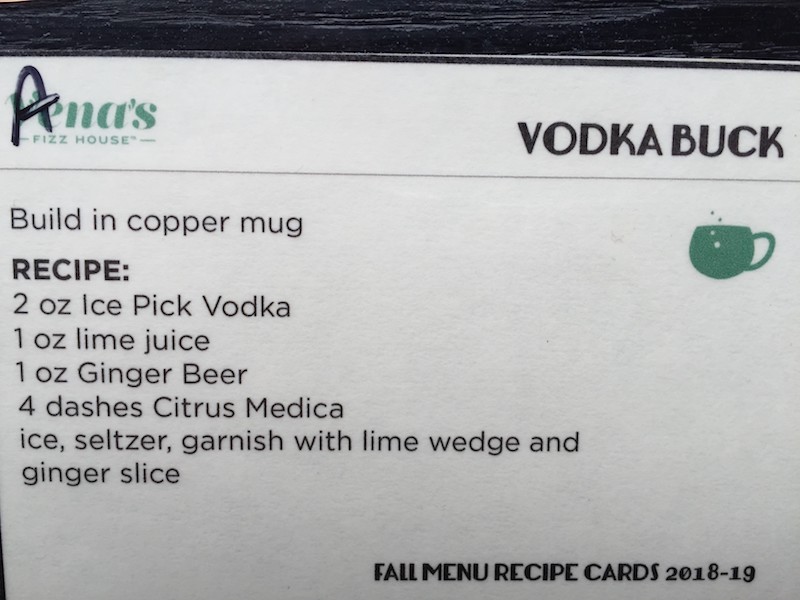 Aena's
FIZZ HOUSE™
VODKA BUCK
Build in copper mug
RECIPE:
2 oz Ice Pick Vodka
1 oz lime juice
1 oz Ginger Beer
4 dashes Citrus Medica
ice, seltzer, garnish with lime wedge and
ginger slice
FALL MENU RECIPE CARDS 2018-19